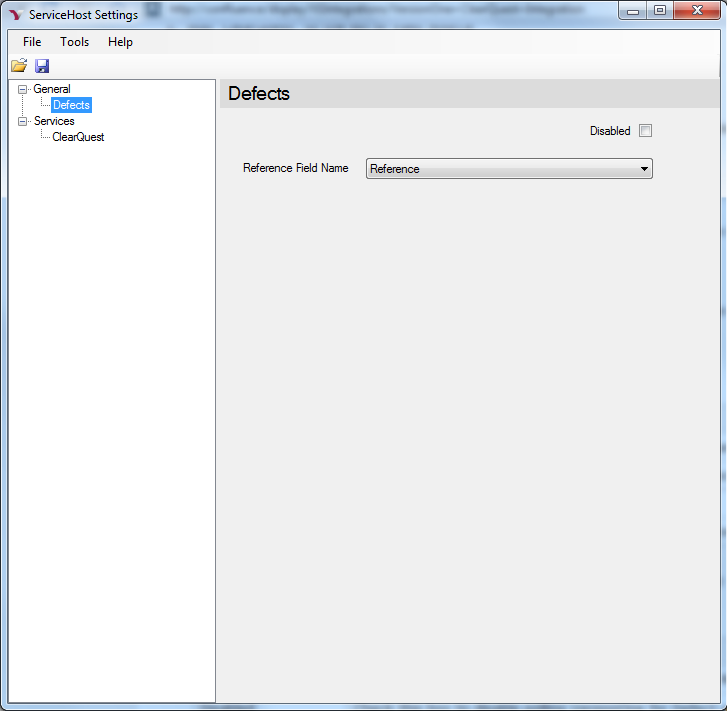 ServiceHost Settings
File Tools Help
General
Defects
Services
ClearQuest
Defects
Disabled
Reference Field Name Reference